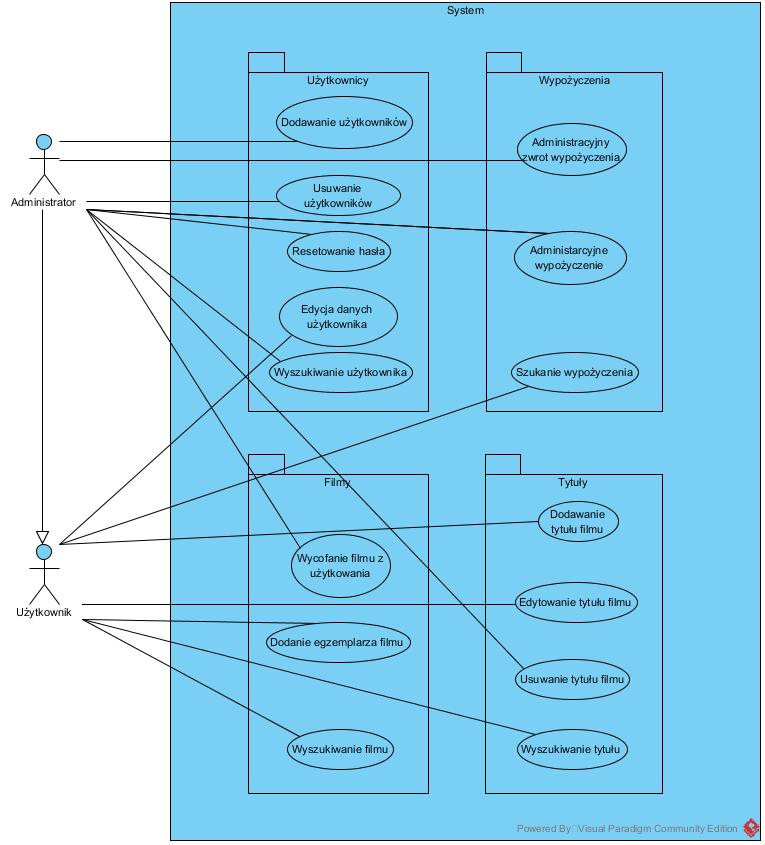 System
Użytkownicy
Wypożyczenia
Dodawanie użytkowników
Administracyjny
zwrot wypożyczenia
Administrator
Usuwanie
użytkowników
Resetowanie hasła
Administarcyjne
wypożyczenie
Edycja danych
użytkownika
Wyszukiwanie użytkownika
Szukanie wypożyczenia
Filmy
Tytuły
Dodawanie
tytułu filmu
Wycofanie filmu z
użytkowania
Użytkownik
Edytowanie tytułu filmu
Dodanie egzemplarza filmu
Usuwanie tytułu filmu
Wyszukiwanie filmu
Wyszukiwanie tytułu
Powered By Visual Paradigm Community Edition